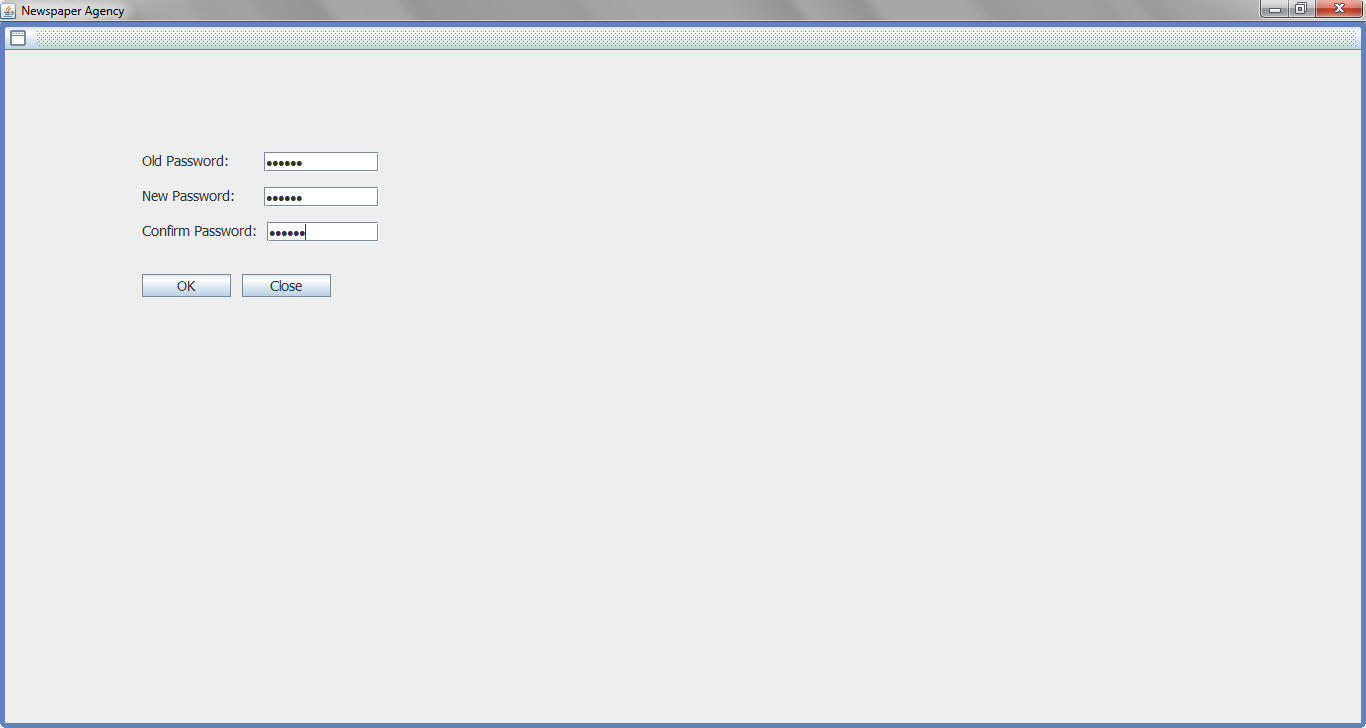 Newspaper Agency
Old Password: ••••••
New Password: ••••••
Confirm Password: ••••••
OK Close